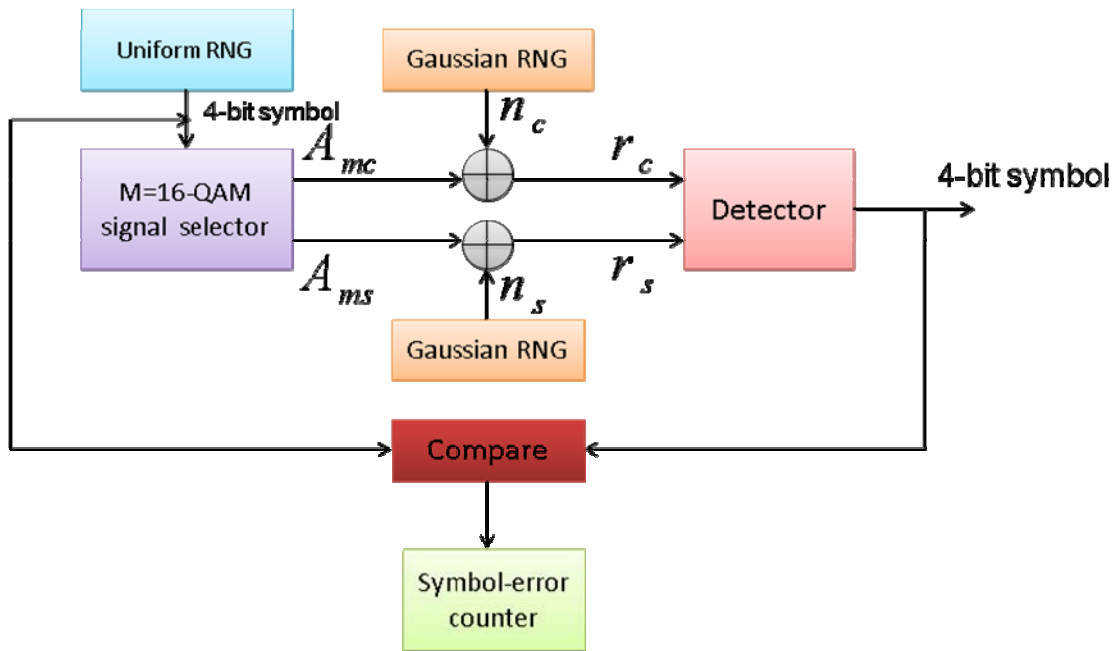 Uniform RNG
Gaussian RNG
4-bit symbol
n c
A mc
r c
M=16-QAM
signal selector
Detector
4-bit symbol
A ms
n s
r s
Gaussian RNG
Compare
Symbol-error
counter